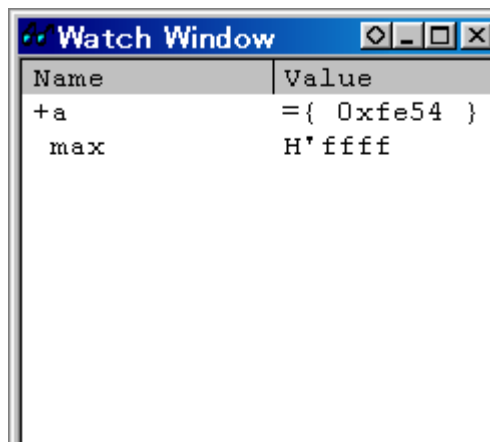 Watch Window
Name Value
+a ={ 0xfe54 }
max H'ffff